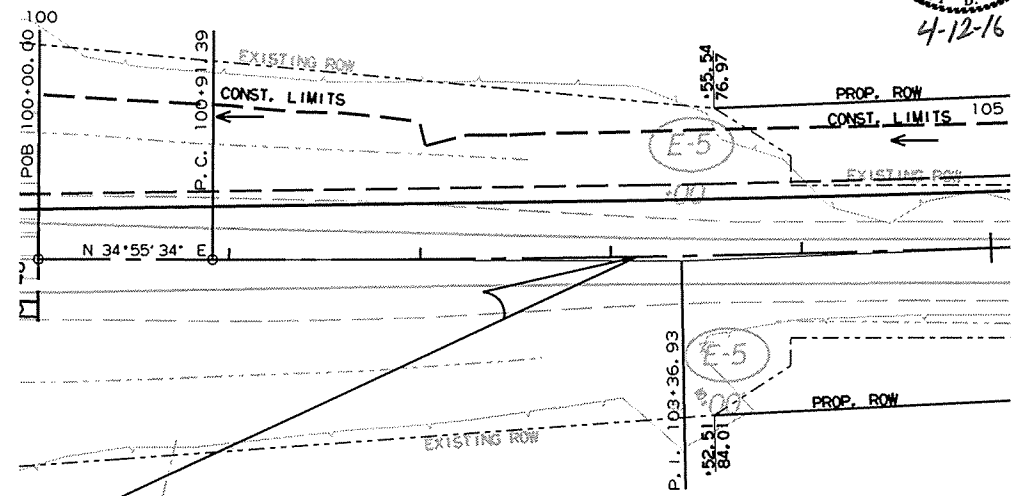 100
4-12-16
POB 100+00.00
P. C. 100+91.39
EXISTING ROW
CONST. LIMITS
+55.54
76.97
PROP. ROW
CONST. LIMITS
105
E-5
+00
EXISTING ROW
N 34°55'34" E
P. I. 103+36.93
E-5
+00
PROP. ROW
+52.51
84.01
EXISTING ROW